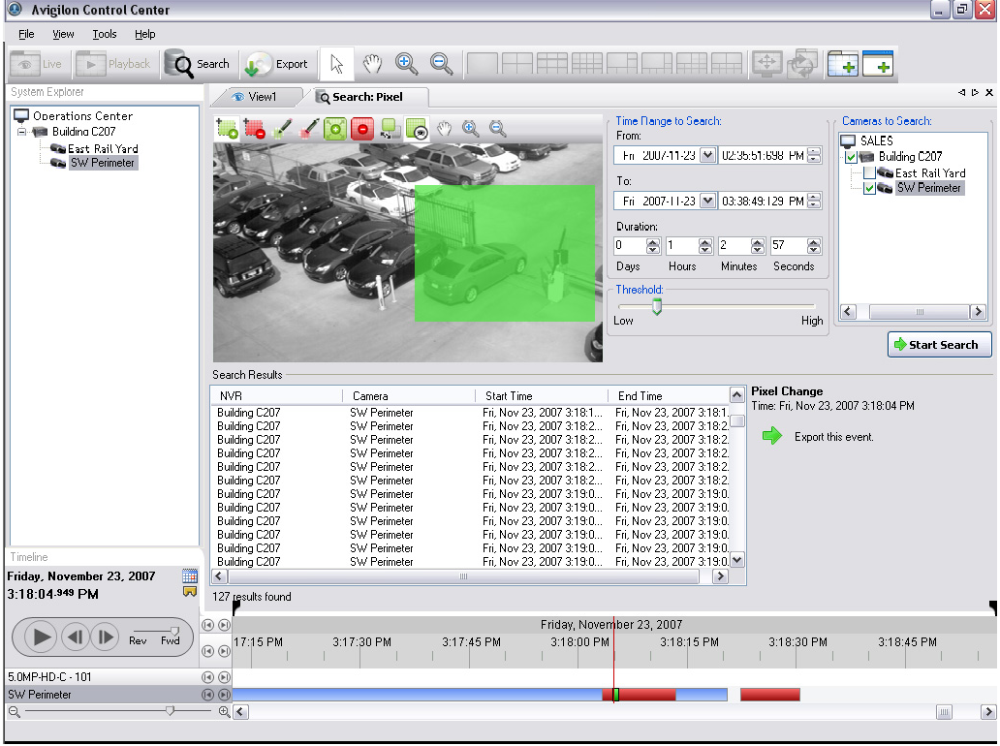 Avigilon Control Center
File View Tools Help
Live Playback Search Export
System Explorer
Operations Center
Building C207
East Rail Yard
SW Perimeter
View1 Search: Pixel
Time Range to Search:
From:
Fri 2007-11-23 02:35:51:698 PM
To:
Fri 2007-11-23 03:38:49:129 PM
Duration:
0 1 2 57
Days Hours Minutes Seconds
Threshold:
Low High
Cameras to Search:
SALES
Building C207
East Rail Yard
SW Perimeter
Start Search
Search Results
NVR Camera Start Time End Time
Building C207 SW Perimeter Fri, Nov 23, 2007 3:18:1... Fri, Nov 23, 2007 3:18:1.
Building C207 SW Perimeter Fri, Nov 23, 2007 3:18:2... Fri, Nov 23, 2007 3:18:2.
Building C207 SW Perimeter Fri, Nov 23, 2007 3:18:2... Fri, Nov 23, 2007 3:18:2.
Building C207 SW Perimeter Fri, Nov 23, 2007 3:18:2... Fri, Nov 23, 2007 3:18:2.
Building C207 SW Perimeter Fri, Nov 23, 2007 3:18:2... Fri, Nov 23, 2007 3:18:2.
Building C207 SW Perimeter Fri, Nov 23, 2007 3:18:2... Fri, Nov 23, 2007 3:18:2.
Building C207 SW Perimeter Fri, Nov 23, 2007 3:19:0... Fri, Nov 23, 2007 3:19:0.
Building C207 SW Perimeter Fri, Nov 23, 2007 3:19:0... Fri, Nov 23, 2007 3:19:0.
Building C207 SW Perimeter Fri, Nov 23, 2007 3:19:0... Fri, Nov 23, 2007 3:19:0.
Building C207 SW Perimeter Fri, Nov 23, 2007 3:19:0... Fri, Nov 23, 2007 3:19:0.
Building C207 SW Perimeter Fri, Nov 23, 2007 3:19:0... Fri, Nov 23, 2007 3:19:0.
Building C207 SW Perimeter Fri, Nov 23, 2007 3:19:0... Fri, Nov 23, 2007 3:19:0.
127 results found
Pixel Change
Time: Fri, Nov 23, 2007 3:18:04 PM
Export this event.
Timeline
Friday, November 23, 2007
3:18:04.949 PM
Rev Fwd
Friday, November 23, 2007
:17:15 PM 3:17:30 PM 3:17:45 PM 3:18:00 PM 3:18:15 PM 3:18:30 PM 3:18:45 PM
5.0MP-HD-C - 101
SW Perimeter